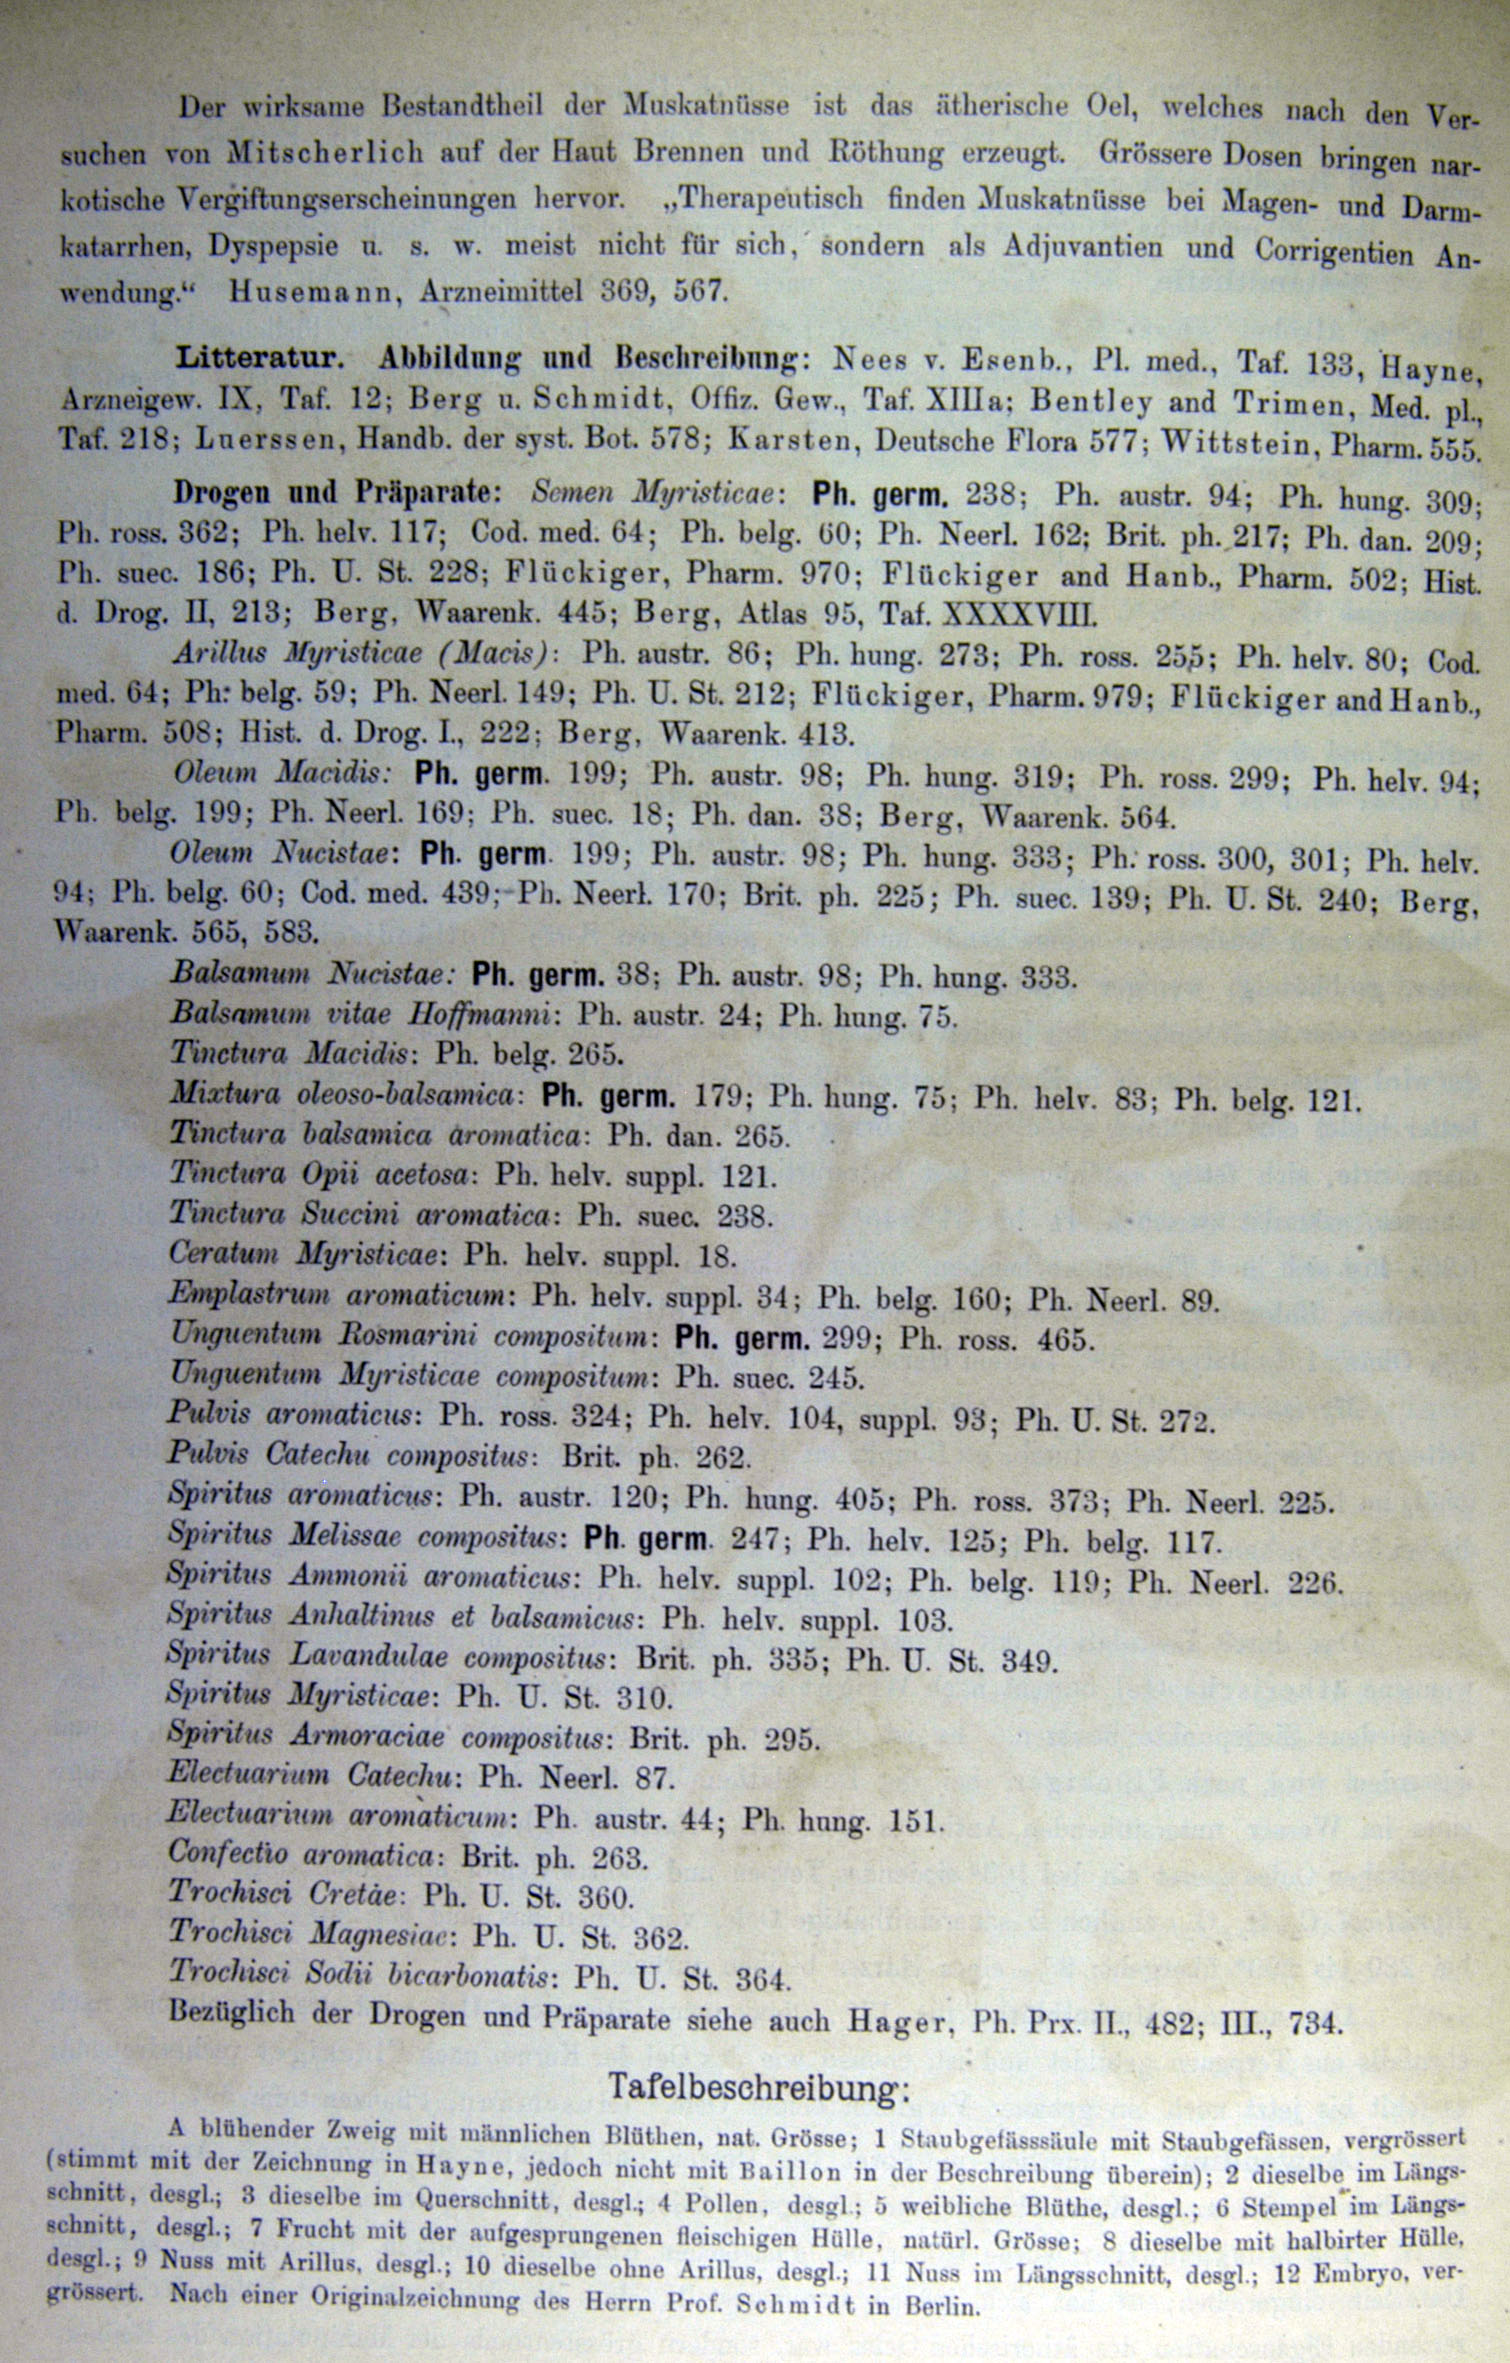 Der wirksame Bestandtheil der Muskatnüsse ist das ätherische Oel, welches nach den Ver-
suchen von Mitscherlich auf der Haut Brennen und Röthung erzeugt. Grössere Dosen bringen nar-
kotische Vergiftungserscheinungen hervor. „Therapeutisch finden Muskatnüsse bei Magen- und Darm-
katarrhen, Dyspepsie u. s. w. meist nicht für sich, sondern als Adjuvantien und Corrigentien An-
wendung.“ Husemann, Arzneimittel 369, 567.
Litteratur. Abbildung und Beschreibung: Nees v. Esenb., Pl. med., Taf. 133, Hayne,
Arzneigew. IX, Taf. 12; Berg u. Schmidt, Offiz. Gew., Taf. XIIIa; Bentley and Trimen, Med. pl.,
Taf. 218; Luerssen, Handb. der syst. Bot. 578; Karsten, Deutsche Flora 577; Wittstein, Pharm. 555.
Drogen und Präparate: Semen Myristicae: Ph. germ. 238; Ph. austr. 94; Ph. hung. 309;
Ph. ross. 362; Ph. helv. 117; Cod. med. 64; Ph. belg. 60; Ph. Neerl. 162; Brit. ph. 217; Ph. dan. 209;
Ph. suec. 186; Ph. U. St. 228; Flückiger, Pharm. 970; Flückiger and Hanb., Pharm. 502; Hist.
d. Drog. II, 213; Berg, Waarenk. 445; Berg, Atlas 95, Taf. XXXXVIII.
Arillus Myristicae (Macis): Ph. austr. 86; Ph. hung. 273; Ph. ross. 255; Ph. helv. 80; Cod.
med. 64; Ph. belg. 59; Ph. Neerl. 149; Ph. U. St. 212; Flückiger, Pharm. 979; Flückiger and Hanb.,
Pharm. 508; Hist. d. Drog. I., 222; Berg, Waarenk. 413.
Oleum Macidis: Ph. germ. 199; Ph. austr. 98; Ph. hung. 319; Ph. ross. 299; Ph. helv. 94;
Ph. belg. 199; Ph. Neerl. 169; Ph. suec. 18; Ph. dan. 38; Berg, Waarenk. 564.
Oleum Nucistae: Ph. germ. 199; Ph. austr. 98; Ph. hung. 333; Ph. ross. 300, 301; Ph. helv.
94; Ph. belg. 60; Cod. med. 439; Ph. Neerl. 170; Brit. ph. 225; Ph. suec. 139; Ph. U. St. 240; Berg,
Waarenk. 565, 583.
Balsamum Nucistae: Ph. germ. 38; Ph. austr. 98; Ph. hung. 333.
Balsamum vitae Hoffmanni: Ph. austr. 24; Ph. hung. 75.
Tinctura Macidis: Ph. belg. 265.
Mixtura oleoso-balsamica: Ph. germ. 179; Ph. hung. 75; Ph. helv. 83; Ph. belg. 121.
Tinctura balsamica aromatica: Ph. dan. 265.
Tinctura Opii acetosa: Ph. helv. suppl. 121.
Tinctura Succini aromatica: Ph. suec. 238.
Ceratum Myristicae: Ph. helv. suppl. 18.
Emplastrum aromaticum: Ph. helv. suppl. 34; Ph. belg. 160; Ph. Neerl. 89.
Unguentum Rosmarini compositum: Ph. germ. 299; Ph. ross. 465.
Unguentum Myristicae compositum: Ph. suec. 245.
Pulvis aromaticus: Ph. ross. 324; Ph. helv. 104, suppl. 93; Ph. U. St. 272.
Pulvis Catechu compositus: Brit. ph. 262.
Spiritus aromaticus: Ph. austr. 120; Ph. hung. 405; Ph. ross. 373; Ph. Neerl. 225.
Spiritus Melissae compositus: Ph. germ. 247; Ph. helv. 125; Ph. belg. 117.
Spiritus Ammonii aromaticus: Ph. helv. suppl. 102; Ph. belg. 119; Ph. Neerl. 226.
Spiritus Anhaltinus et balsamicus: Ph. helv. suppl. 103.
Spiritus Lavandulae compositus: Brit. ph. 335; Ph. U. St. 349.
Spiritus Myristicae: Ph. U. St. 310.
Spiritus Armoraciae compositus: Brit. ph. 295.
Electuarium Catechu: Ph. Neerl. 87.
Electuarium aromaticum: Ph. austr. 44; Ph. hung. 151.
Confectio aromatica: Brit. ph. 263.
Trochisci Cretae: Ph. U. St. 360.
Trochisci Magnesiae: Ph. U. St. 362.
Trochisci Sodii bicarbonatis: Ph. U. St. 364.
Bezüglich der Drogen und Präparate siehe auch Hager, Ph. Prx. II., 482; III., 734.
Tafelbeschreibung:
A blühender Zweig mit männlichen Blüthen, nat. Grösse; 1 Staubgefässsäule mit Staubgefässen, vergrössert
(stimmt mit der Zeichnung in Hayne, jedoch nicht mit Baillon in der Beschreibung überein); 2 dieselbe im Längs-
schnitt, desgl.; 3 dieselbe im Querschnitt, desgl.; 4 Pollen, desgl.; 5 weibliche Blüthe, desgl.; 6 Stempel im Längs-
schnitt, desgl.; 7 Frucht mit der aufgesprungenen fleischigen Hülle, natürl. Grösse; 8 dieselbe mit halbirter Hülle,
desgl.; 9 Nuss mit Arillus, desgl.; 10 dieselbe ohne Arillus, desgl.; 11 Nuss im Längsschnitt, desgl.; 12 Embryo, ver-
grössert. Nach einer Originalzeichnung des Herrn Prof. Schmidt in Berlin.